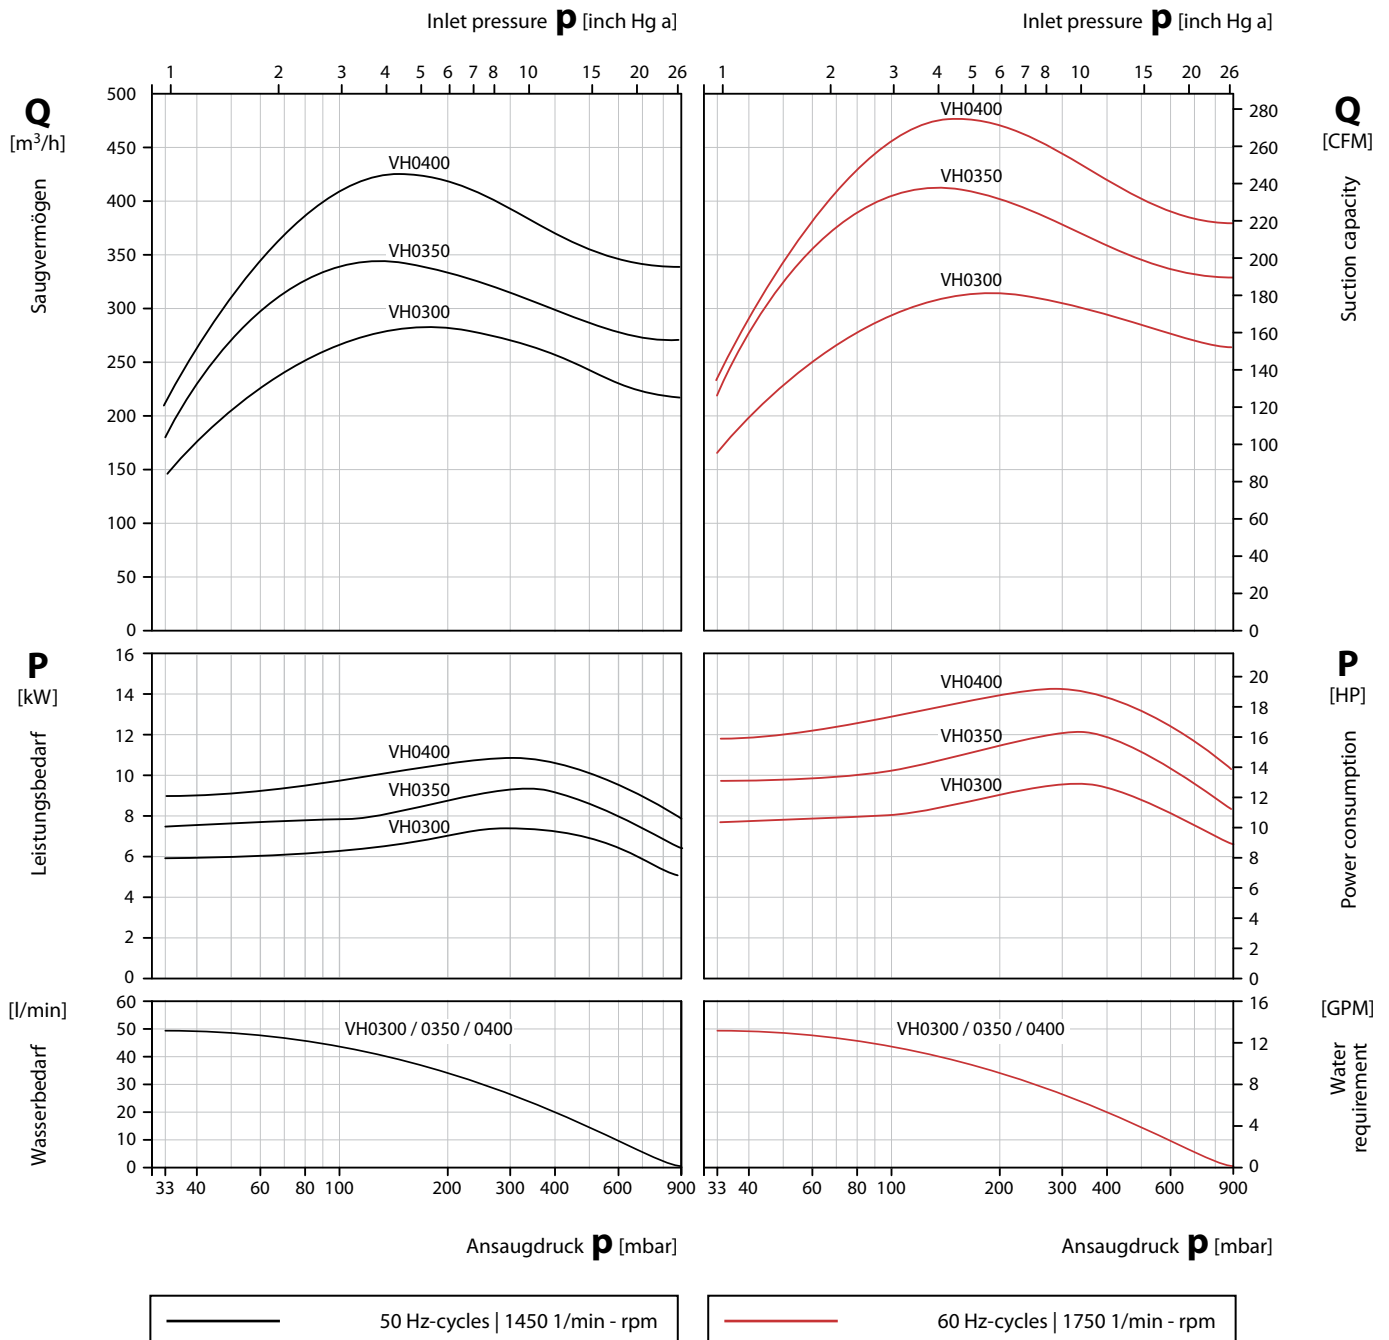 Inlet pressure p [inch Hg a]
Inlet pressure p [inch Hg a]
1 2 3 4 5 6 7 8 10 15 20 26
1 2 3 4 5 6 7 8 10 15 20 26
Q
[m³/h]
Saugvermögen
500
450
400
350
300
250
200
150
100
50
0
VH0400
VH0350
VH0300
VH0400
VH0350
VH0300
280
260
240
220
200
180
160
140
120
100
80
60
40
20
0
Q
[CFM]
Suction capacity
P
[kW]
Leistungsbedarf
16
14
12
10
8
6
4
2
0
VH0400
VH0350
VH0300
VH0400
VH0350
VH0300
20
18
16
14
12
10
8
6
4
2
0
P
[HP]
Power consumption
[l/min]
Wasserbedarf
60
50
40
30
20
10
0
VH0300 / 0350 / 0400
VH0300 / 0350 / 0400
16
12
8
4
0
[GPM]
Water
requirement
33 40 60 80 100 200 300 400 600 900
33 40 60 80 100 200 300 400 600 900
Ansaugdruck p [mbar]
Ansaugdruck p [mbar]
50 Hz-cycles | 1450 1/min - rpm
60 Hz-cycles | 1750 1/min - rpm